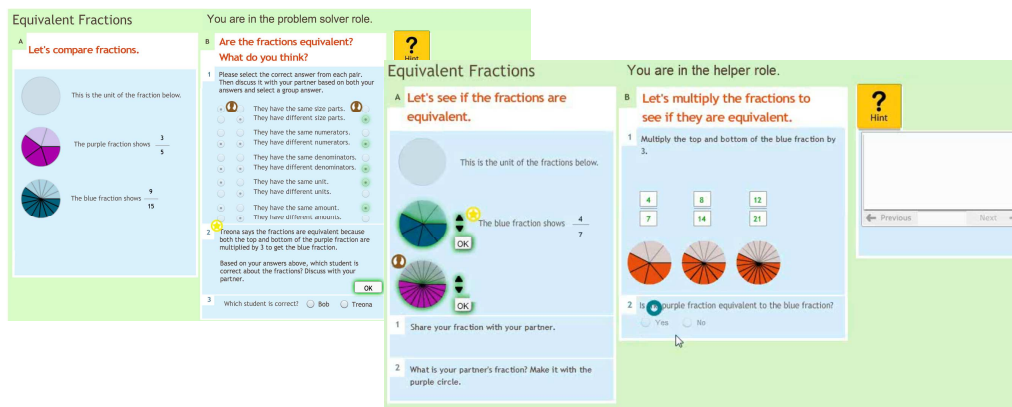 Equivalent Fractions
You are in the problem solver role.
A
Let's compare fractions.
This is the unit of the fraction below.
The purple fraction shows 3
5
The blue fraction shows 9
15
B
Are the fractions equivalent?
What do you think?
?
Hint
1
Please select the correct answer from each pair.
Then discuss it with your partner based on both your
answers and select a group answer.
They have the same size parts.
They have different size parts.
They have the same numerators.
They have different numerators.
They have the same denominators.
They have different denominators.
They have the same unit.
They have different units.
They have the same amount.
They have different amounts.
2
Treona says the fractions are equivalent because
both the top and bottom of the purple fraction are
multiplied by 3 to get the blue fraction.
Based on your answers above, which student is
correct about the fractions? Discuss with your
partner.
OK
3
Which student is correct? Bob Treona
Equivalent Fractions
You are in the helper role.
A
Let's see if the fractions are
equivalent.
This is the unit of the fractions below.
The blue fraction shows 4
7
OK
OK
1
Share your fraction with your partner.
2
What is your partner's fraction? Make it with the
purple circle.
B
Let's multiply the fractions to
see if they are equivalent.
1
Multiply the top and bottom of the blue fraction by
3.
4 8 12
7 14 21
2
Is purple fraction equivalent to the blue fraction?
Yes No
?
Hint
Previous Next